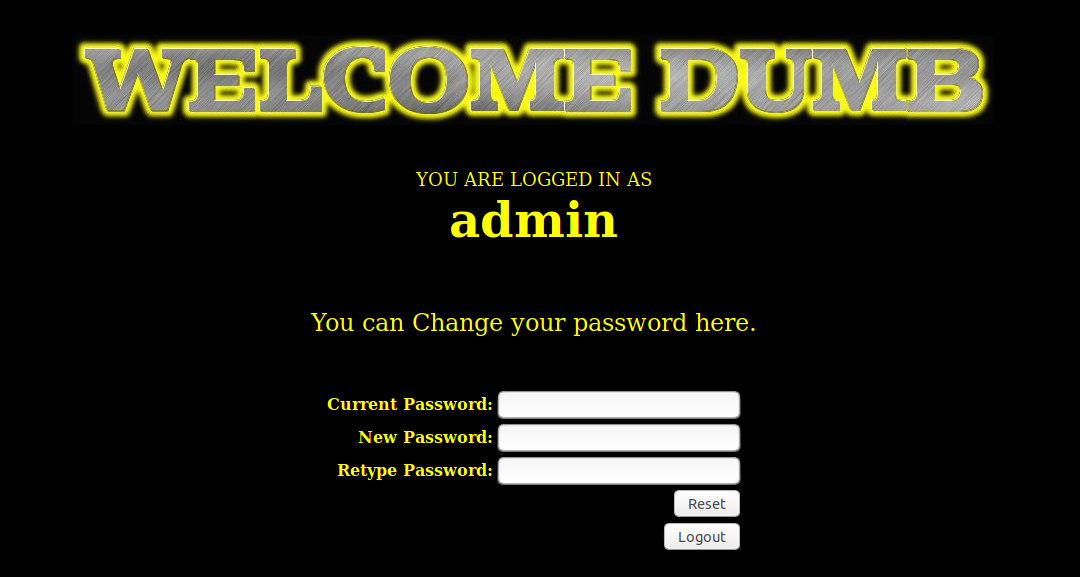 WELCOME DUMB
YOU ARE LOGGED IN AS
admin
You can Change your password here.
Current Password:
New Password:
Retype Password:
Reset
Logout